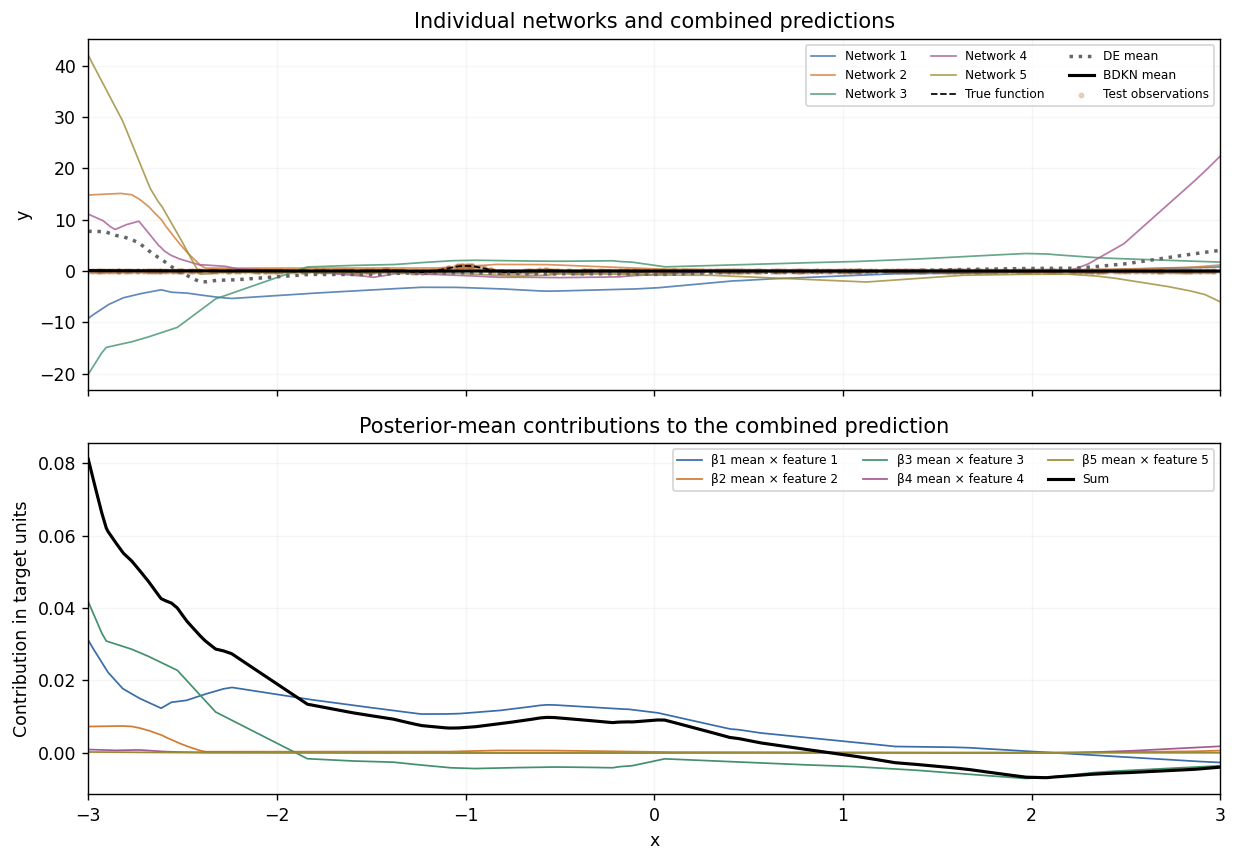 Individual networks and combined predictions
Network 1 Network 4 DE mean
Network 2 Network 5 BDKN mean
Network 3 True function Test observations
y
40
30
20
10
0
−10
−20
Posterior-mean contributions to the combined prediction
β1 mean × feature 1 β3 mean × feature 3 β5 mean × feature 5
β2 mean × feature 2 β4 mean × feature 4 Sum
Contribution in target units
0.08
0.06
0.04
0.02
0.00
−3 −2 −1 0 1 2 3
x